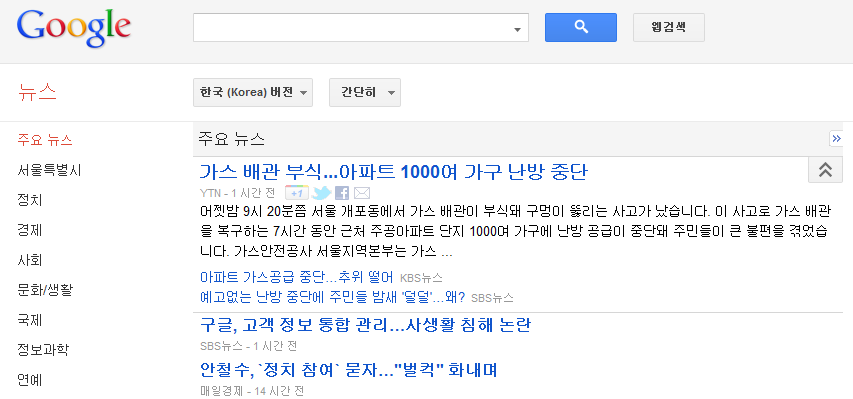 Google
웹검색
뉴스
한국 (Korea) 버전
간단히
주요 뉴스
서울특별시
정치
경제
사회
문화/생활
국제
정보과학
연예
주요 뉴스
가스 배관 부식...아파트 1000여 가구 난방 중단
YTN - 1 시간 전 +1
어젯밤 9시 20분쯤 서울 개포동에서 가스 배관이 부식돼 구멍이 뚫리는 사고가 났습니다. 이 사고로 가스 배관
을 복구하는 7시간 동안 근처 주공아파트 단지 1000여 가구에 난방 공급이 중단돼 주민들이 큰 불편을 겪었습
니다. 가스안전공사 서울지역본부는 가스 ...
아파트 가스공급 중단…추위 떨어 KBS뉴스
예고없는 난방 중단에 주민들 밤새 '덜덜'…왜? SBS뉴스
구글, 고객 정보 통합 관리…사생활 침해 논란
SBS뉴스 - 1 시간 전
안철수, `정치 참여` 묻자…"벌컥" 화내며
매일경제 - 14 시간 전